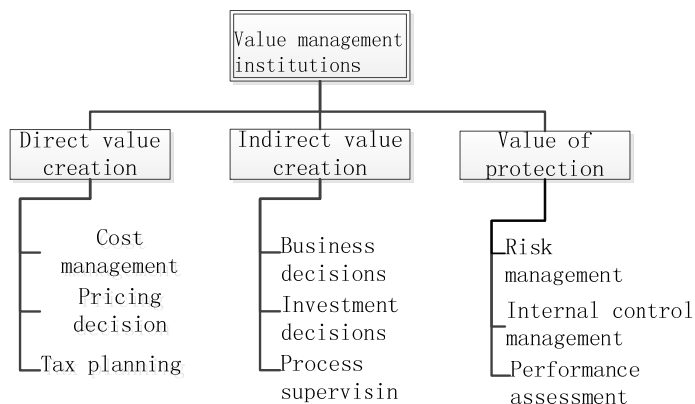 Value management
institutions
Direct value
creation
Indirect value
creation
Value of
protection
Cost
management
Pricing
decision
Tax planning
Business
decisions
Investment
decisions
Process
supervisin
Risk
management
Internal control
management
Performance
assessment